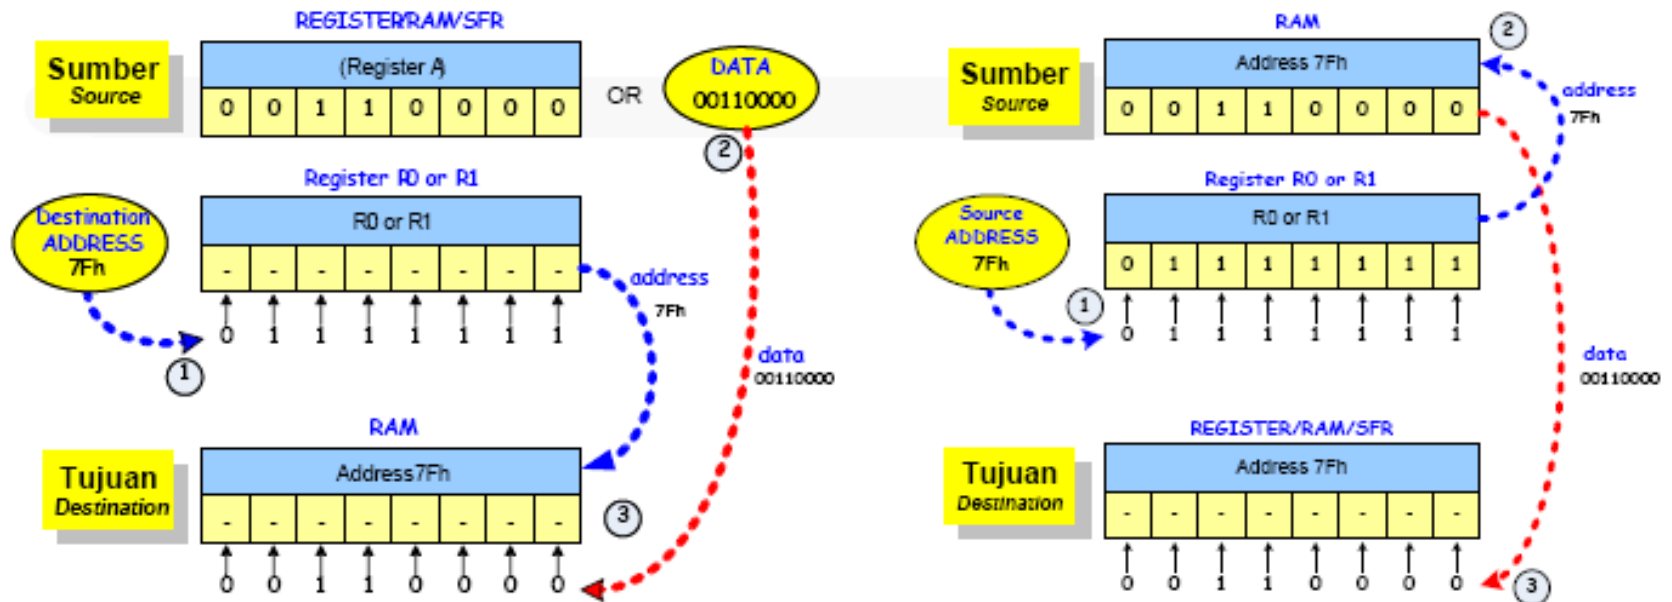 REGISTER/RAM/SFR
Sumber
Source
(Register A)
0 0 1 1 0 0 0 0
OR
DATA
00110000
2
Register R0 or R1
Destination
ADDRESS
7Fh
R0 or R1
- - - - - - - -
0 1 1 1 1 1 1 1
1
address
7Fh
data
00110000
RAM
Tujuan
Destination
Address7Fh
- - - - - - - -
3
0 0 1 1 0 0 0 0
RAM
2
Sumber
Source
Address 7Fh
0 0 1 1 0 0 0 0
address
7Fh
Register R0 or R1
Source
ADDRESS
7Fh
R0 or R1
0 1 1 1 1 1 1 1
1
0 1 1 1 1 1 1 1
data
00110000
REGISTER/RAM/SFR
Tujuan
Destination
Address 7Fh
- - - - - - - -
0 0 1 1 0 0 0 0
3